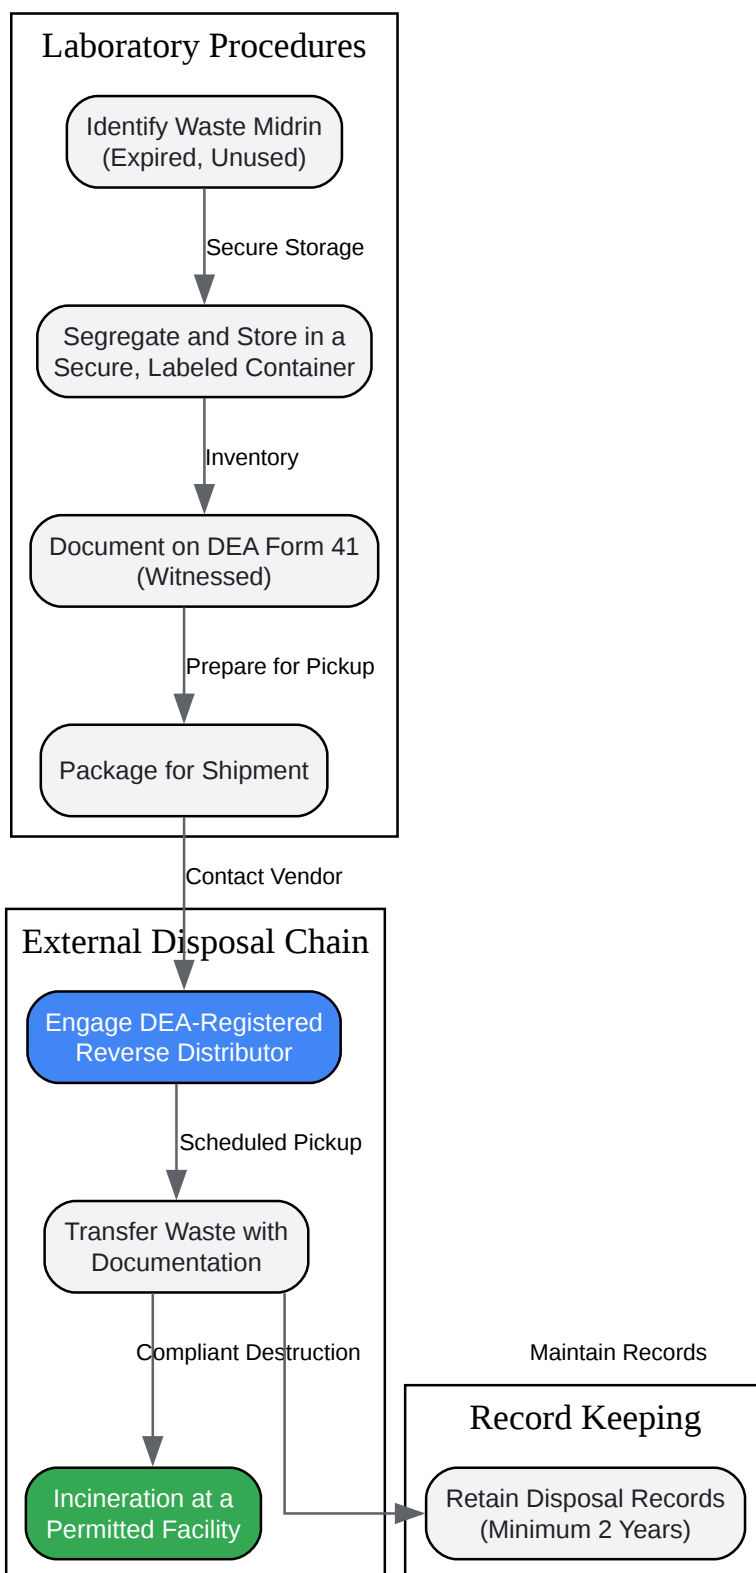 Laboratory Procedures
Identify Waste Midrin
(Expired, Unused)
Secure Storage
Segregate and Store in a
Secure, Labeled Container
Inventory
Document on DEA Form 41
(Witnessed)
Prepare for Pickup
Package for Shipment
Contact Vendor
External Disposal Chain
Engage DEA-Registered
Reverse Distributor
Scheduled Pickup
Transfer Waste with
Documentation
Compliant Destruction
Maintain Records
Record Keeping
Incineration at a
Permitted Facility
Retain Disposal Records
(Minimum 2 Years)